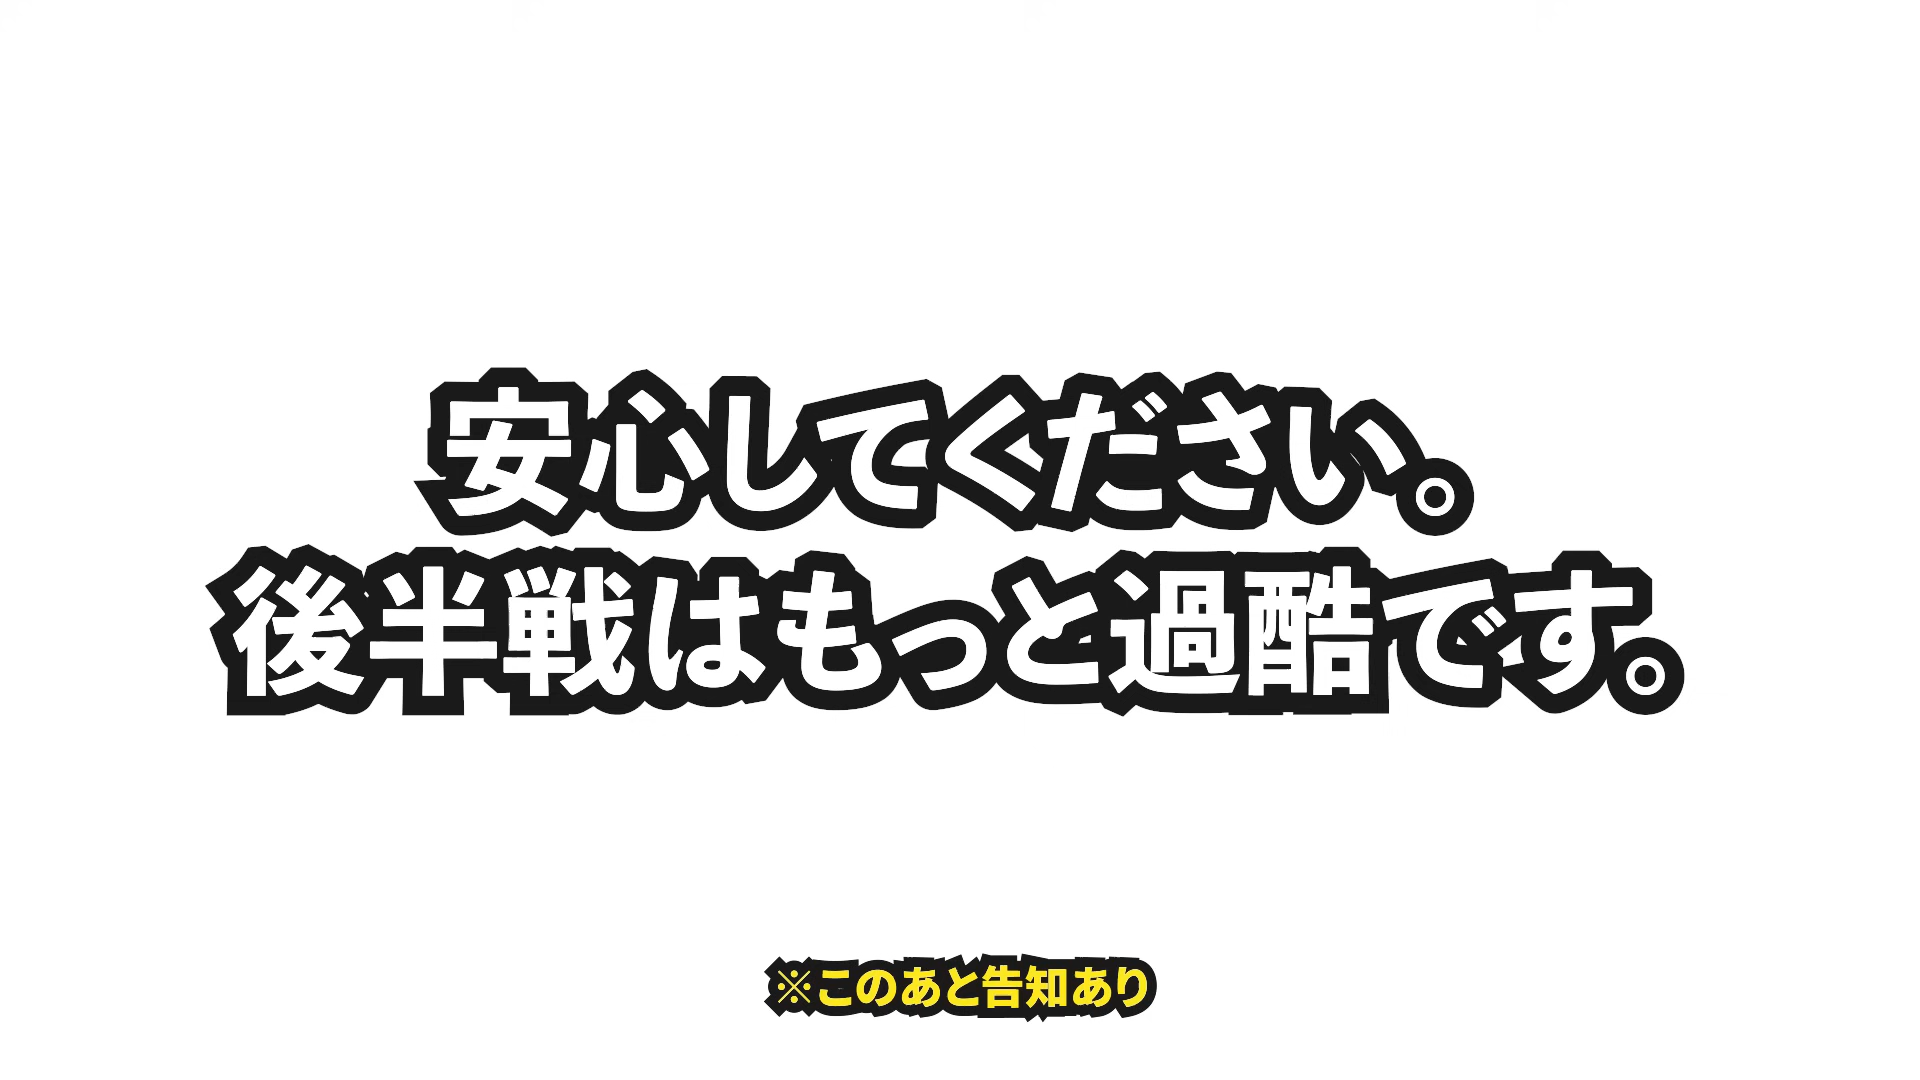 安心してください。
後半戦はもっと過酷です。
※このあと告知あり